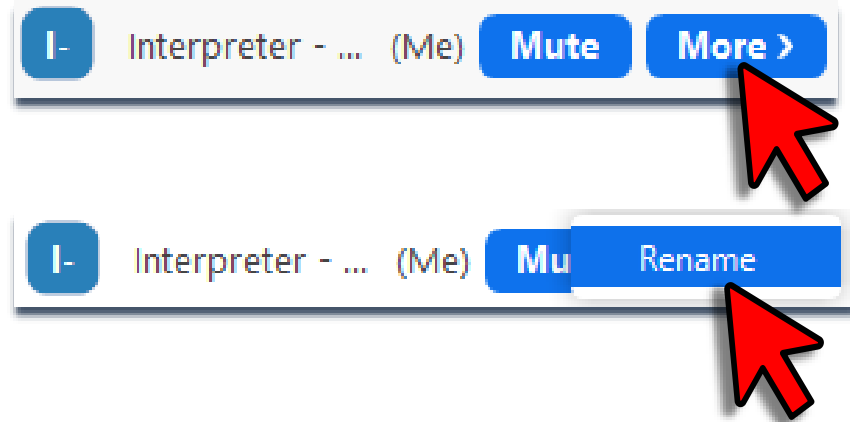 I- Interpreter - ... (Me) Mute More >
I- Interpreter - ... (Me) Mu Rename